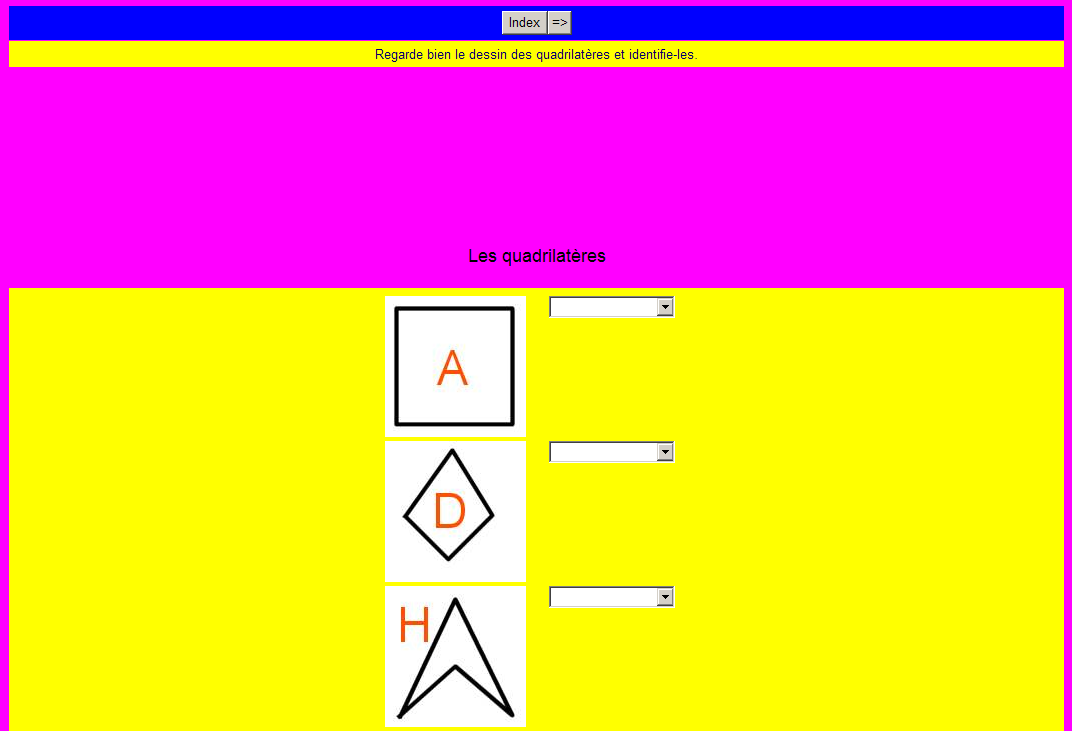 Index =>
Regarde bien le dessin des quadrilatères et identifie-les.
Les quadrilatères
A
D
H